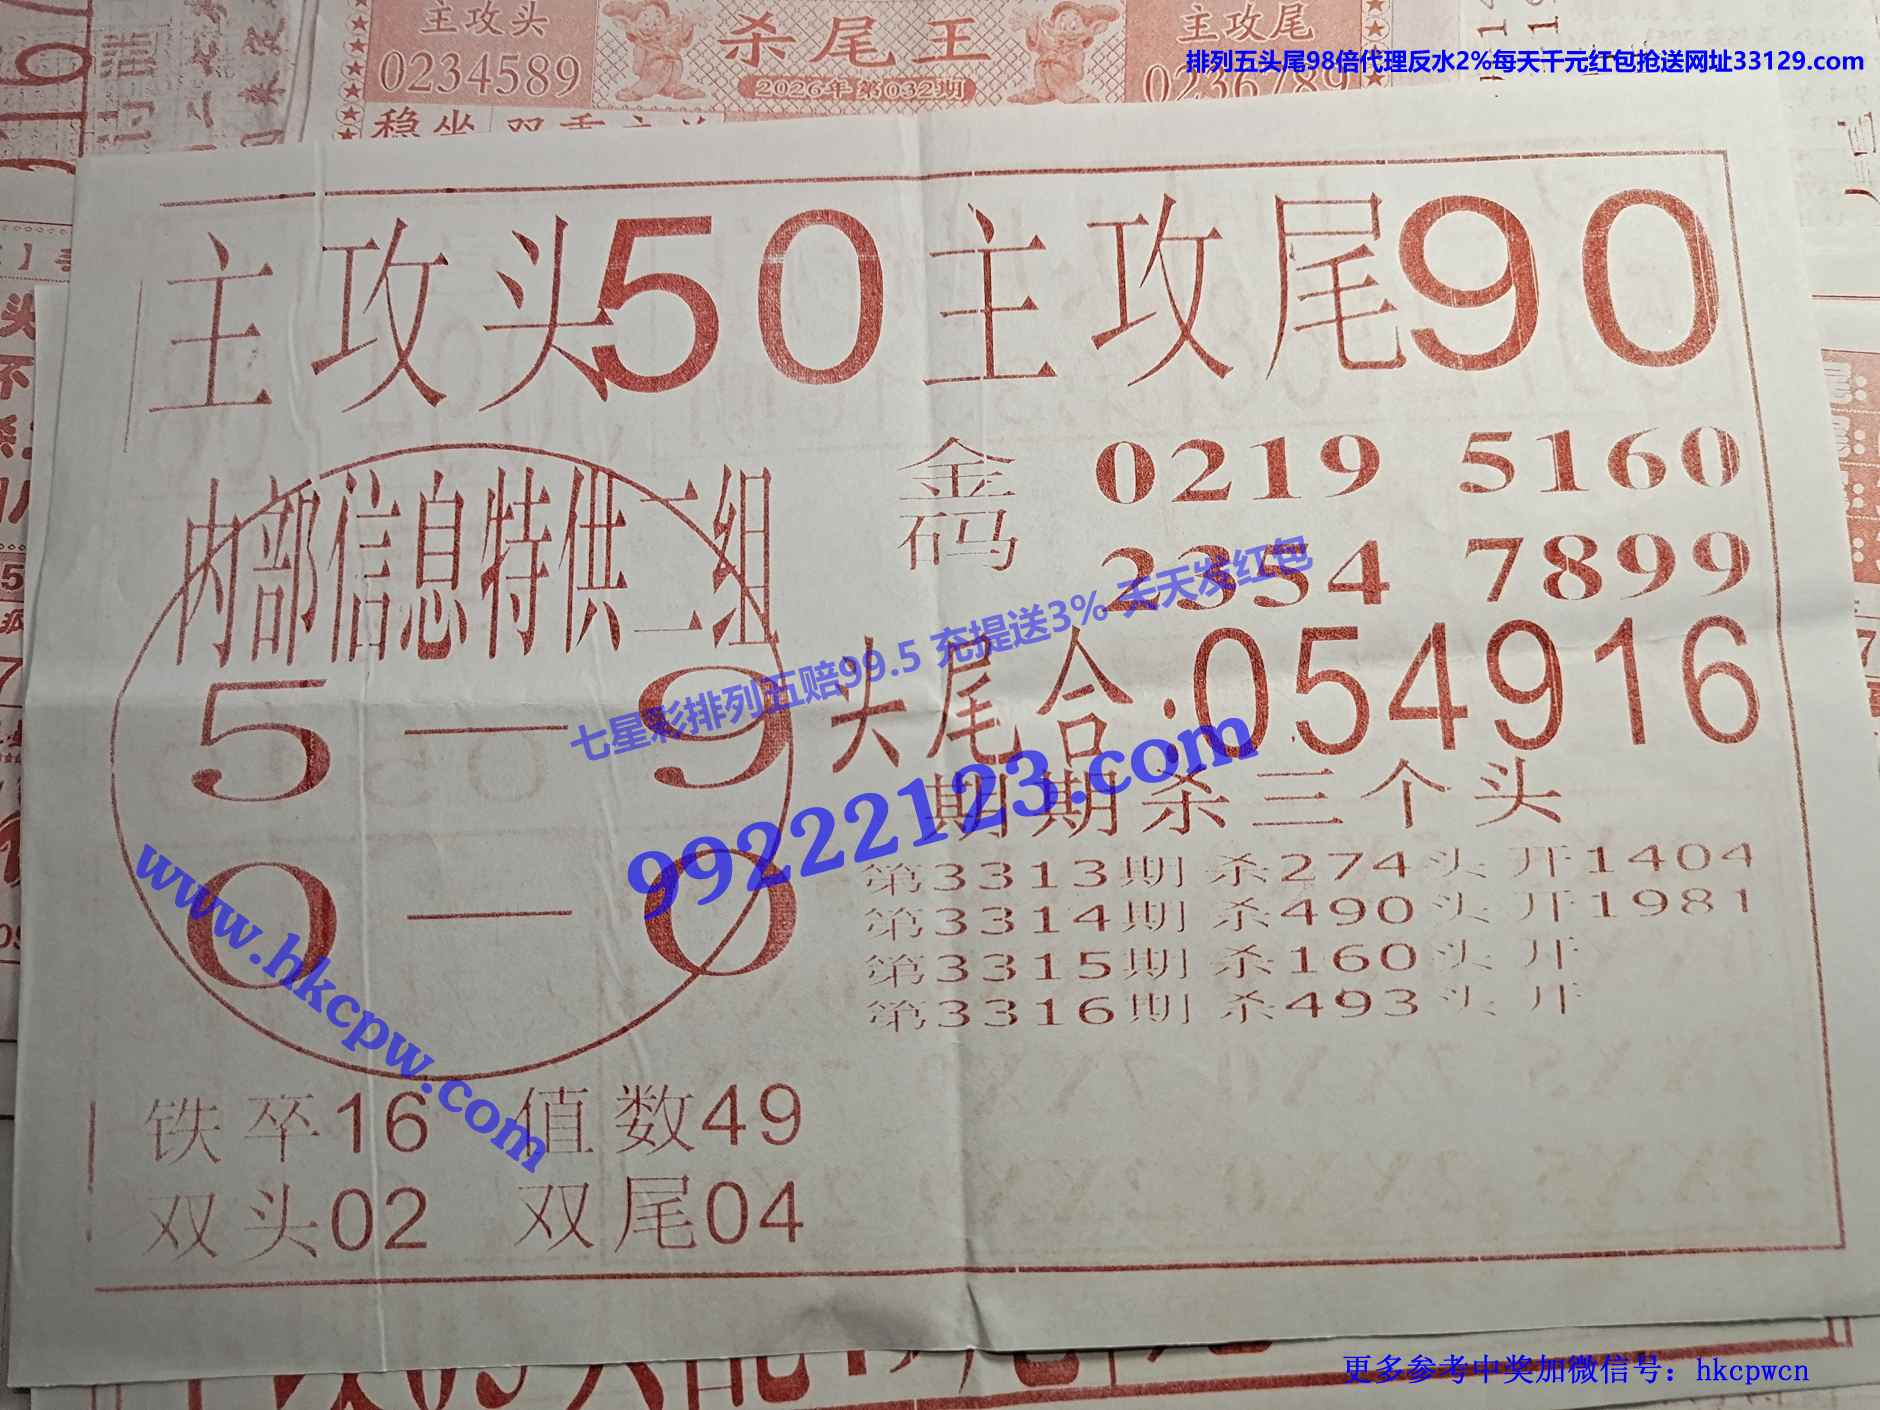 主攻头
0234589
杀尾王
2026年第032期
主攻尾
0236789
排列五头尾98倍代理反水2%每天千元红包抢送网址33129.com
稳坐
主攻头50 主攻尾90
内部信息特供二组
5—9
0—0
金码 0219 5160
2354 7899
头尾合:054916
期期杀三个头
第3313期杀274头开1404
第3314期杀490头开1981
第3315期杀160头开
第3316期杀493头开
铁卒16 值数49
双头02 双尾04
七星彩排列五赔99.5 充提送3% 天天发红包
99222123.com
www.hkcpw.com
更多参考中奖加微信号：hkcpwcn